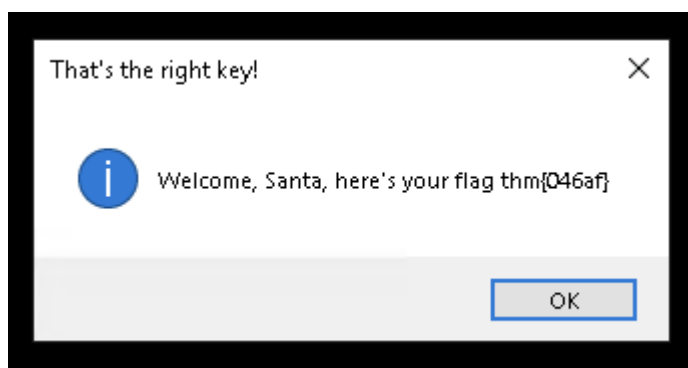 That's the right key!
Welcome, Santa, here's your flag thm{046af}
OK